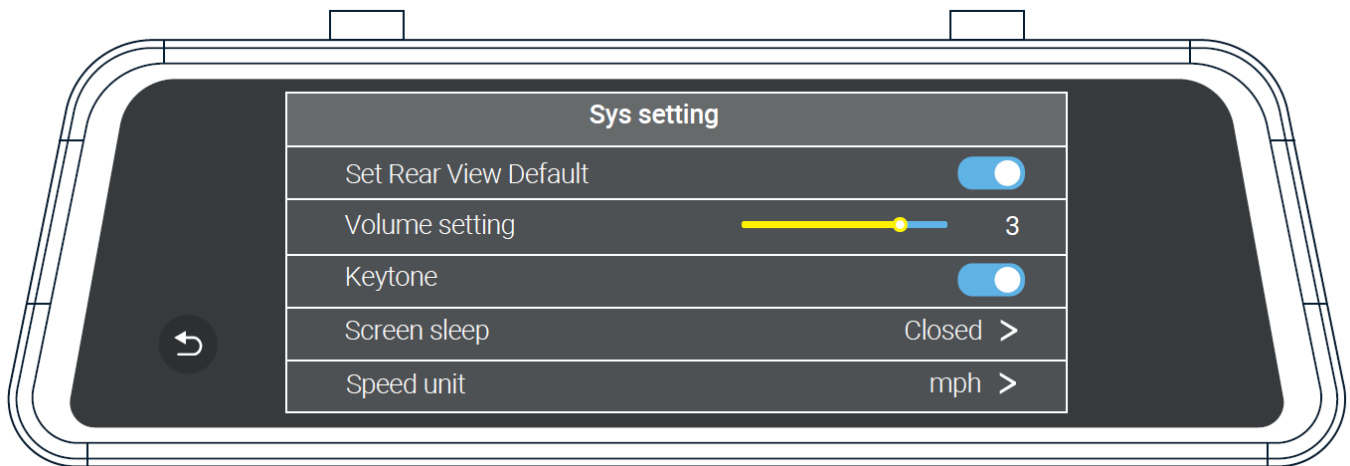 Sys setting
Set Rear View Default
Volume setting 3
Keytone
Screen sleep Closed >
Speed unit mph >